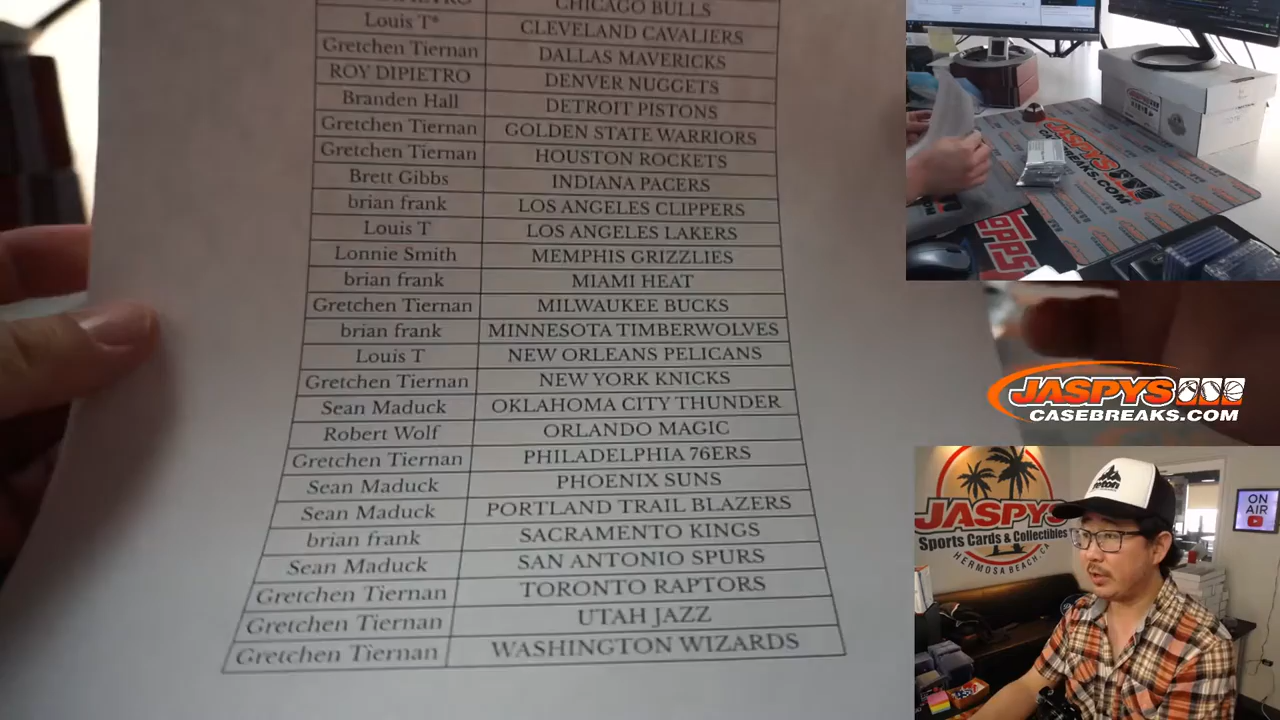 CHICAGO BULLS
Louis T* CLEVELAND CAVALIERS
Gretchen Tiernan DALLAS MAVERICKS
ROY DIPIETRO DENVER NUGGETS
Branden Hall DETROIT PISTONS
Gretchen Tiernan GOLDEN STATE WARRIORS
Gretchen Tiernan HOUSTON ROCKETS
Brett Gibbs INDIANA PACERS
brian frank LOS ANGELES CLIPPERS
Louis T LOS ANGELES LAKERS
Lonnie Smith MEMPHIS GRIZZLIES
brian frank MIAMI HEAT
Gretchen Tiernan MILWAUKEE BUCKS
brian frank MINNESOTA TIMBERWOLVES
Louis T NEW ORLEANS PELICANS
Gretchen Tiernan NEW YORK KNICKS
Sean Maduck OKLAHOMA CITY THUNDER
Robert Wolf ORLANDO MAGIC
Gretchen Tiernan PHILADELPHIA 76ERS
Sean Maduck PHOENIX SUNS
Sean Maduck PORTLAND TRAIL BLAZERS
brian frank SACRAMENTO KINGS
Sean Maduck SAN ANTONIO SPURS
Gretchen Tiernan TORONTO RAPTORS
Gretchen Tiernan UTAH JAZZ
Gretchen Tiernan WASHINGTON WIZARDS
JASPYS
CASEBREAKS.COM
TOPPS
JASPYS
CASEBREAKS.COM
JASPYS
Sports Cards & Collectibles
HERMOSA BEACH, CA
ON
AIR